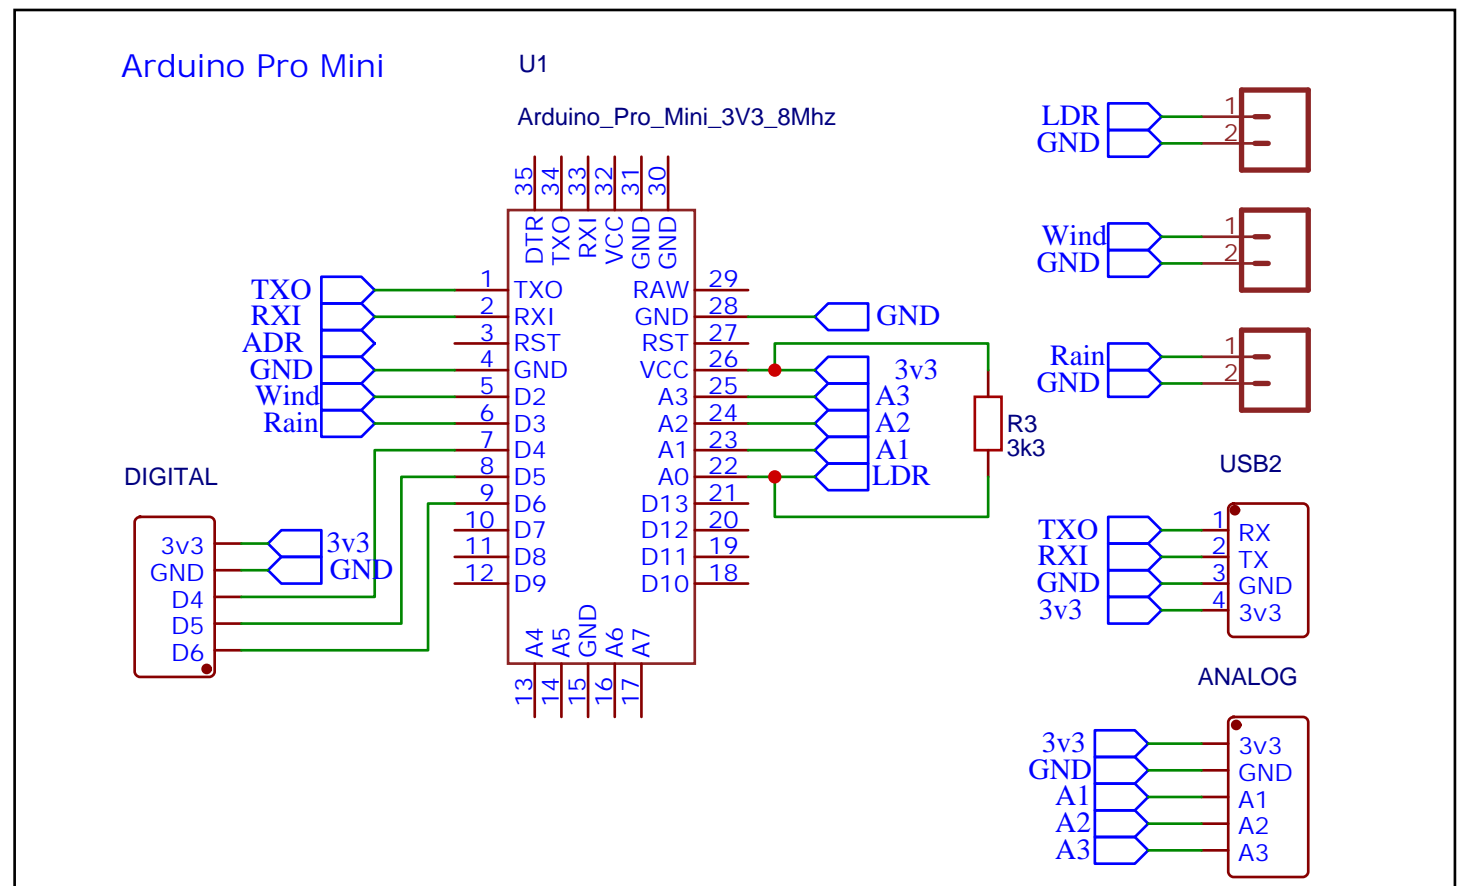 Arduino Pro Mini
U1
Arduino_Pro_Mini_3V3_8Mhz
35 34 33 32 31 30
DTR TXO RXI VCC GND GND
TXO 1 TXO
RXI 2 RXI
ADR 3 RST
GND 4 GND
Wind 5 D2
Rain 6 D3
7 D4
8 D5
9 D6
10 D7
11 D8
12 D9
RAW 29
GND 28 GND
RST 27
VCC 26 3v3
A3 25 A3
A2 24 A2
A1 23 A1
A0 22 LDR
D13 21
D12 20
D11 19
D10 18
A4 A5 GND A6 A7
13 14 15 16 17
R3
3k3
DIGITAL
3v3 3v3
GND GND
D4
D5
D6
LDR 1
GND 2
Wind 1
GND 2
Rain 1
GND 2
USB2
TXO 1 RX
RXI 2 TX
GND 3 GND
3v3 4 3v3
ANALOG
3v3 3v3
GND GND
A1 A1
A2 A2
A3 A3